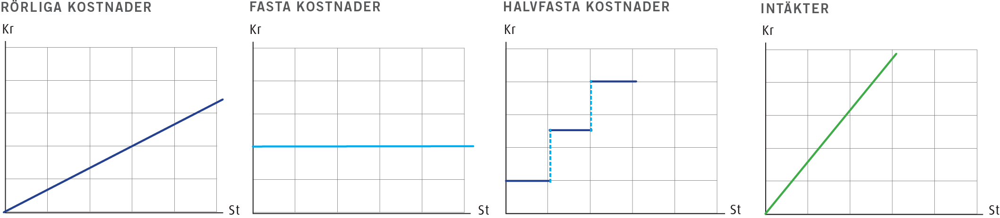 RÖRLIGA KOSTNADER
Kr
St
FASTA KOSTNADER
Kr
St
HALVFASTA KOSTNADER
Kr
St
INTÄKTER
Kr
St